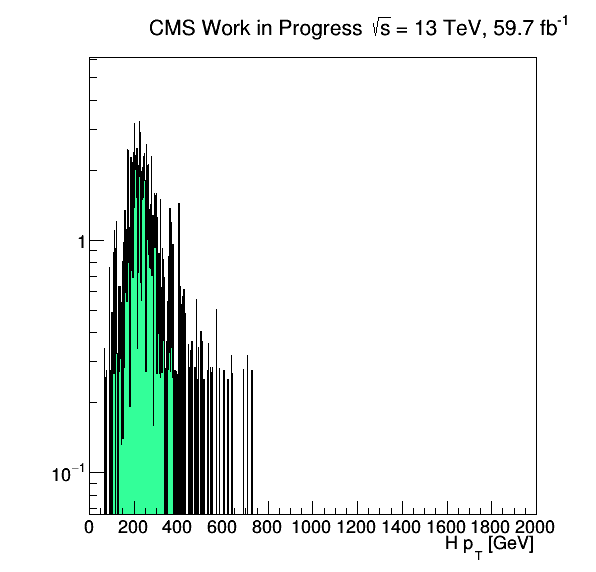 CMS Work in Progress √s = 13 TeV, 59.7 fb⁻¹
1
10⁻¹
0 200 400 600 800 1000 1200 1400 1600 1800 2000
H p_T [GeV]